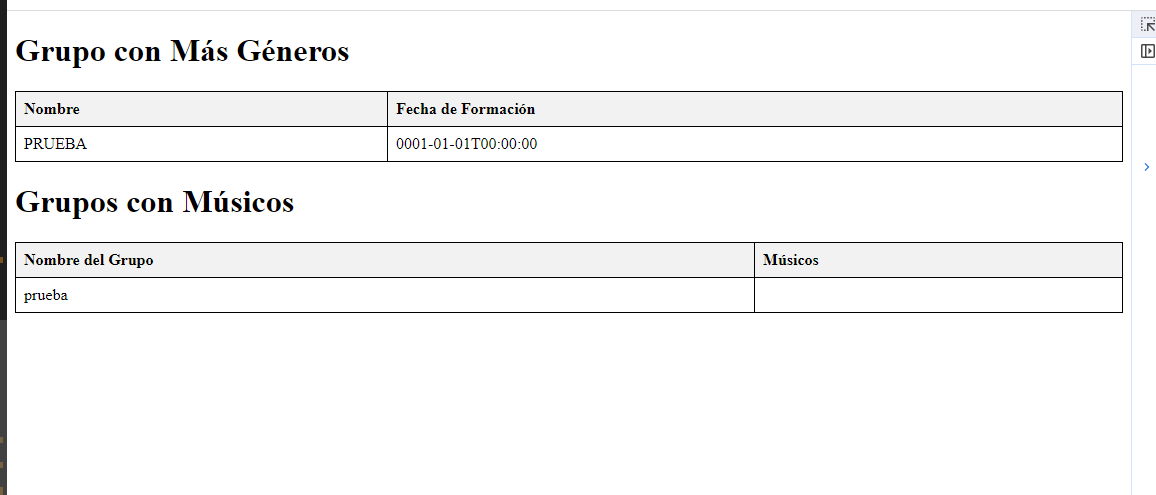 Grupo con Más Géneros
Nombre Fecha de Formación
PRUEBA 0001-01-01T00:00:00
Grupos con Músicos
Nombre del Grupo Músicos
prueba